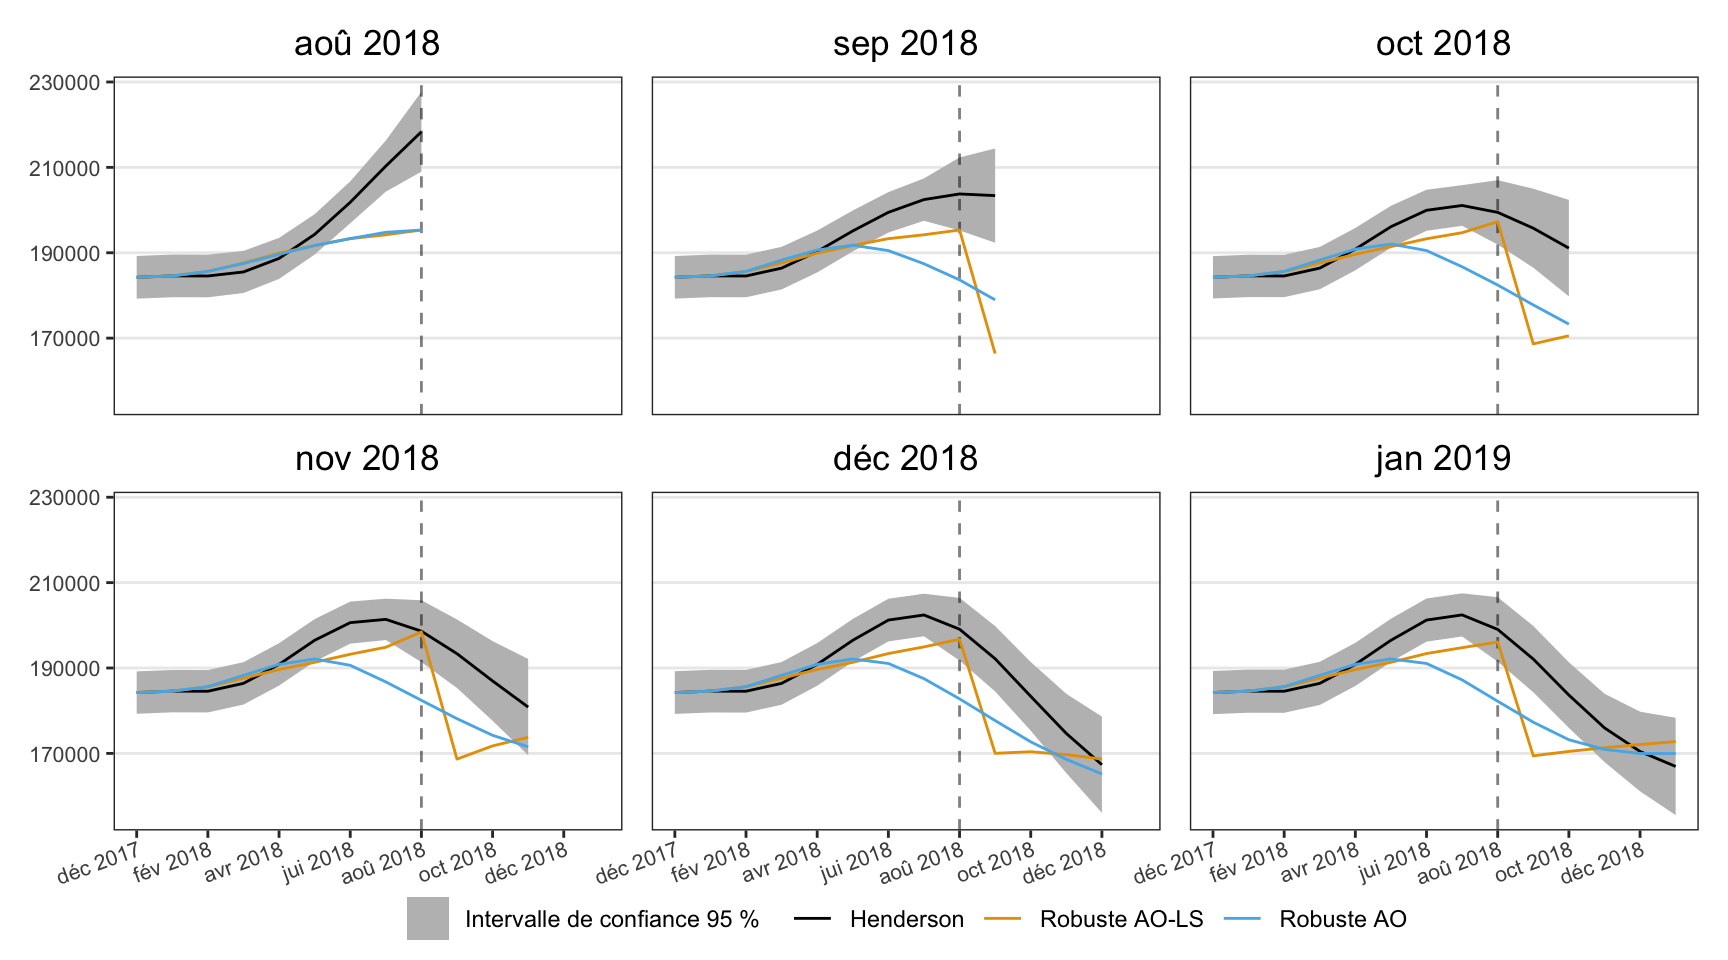 aoû 2018
sep 2018
oct 2018
230000
210000
190000
170000
nov 2018
déc 2018
jan 2019
230000
210000
190000
170000
déc 2017 fév 2018 avr 2018 jui 2018 aoû 2018 oct 2018 déc 2018
déc 2017 fév 2018 avr 2018 jui 2018 aoû 2018 oct 2018 déc 2018
déc 2017 fév 2018 avr 2018 jui 2018 aoû 2018 oct 2018 déc 2018
Intervalle de confiance 95 % Henderson Robuste AO-LS Robuste AO